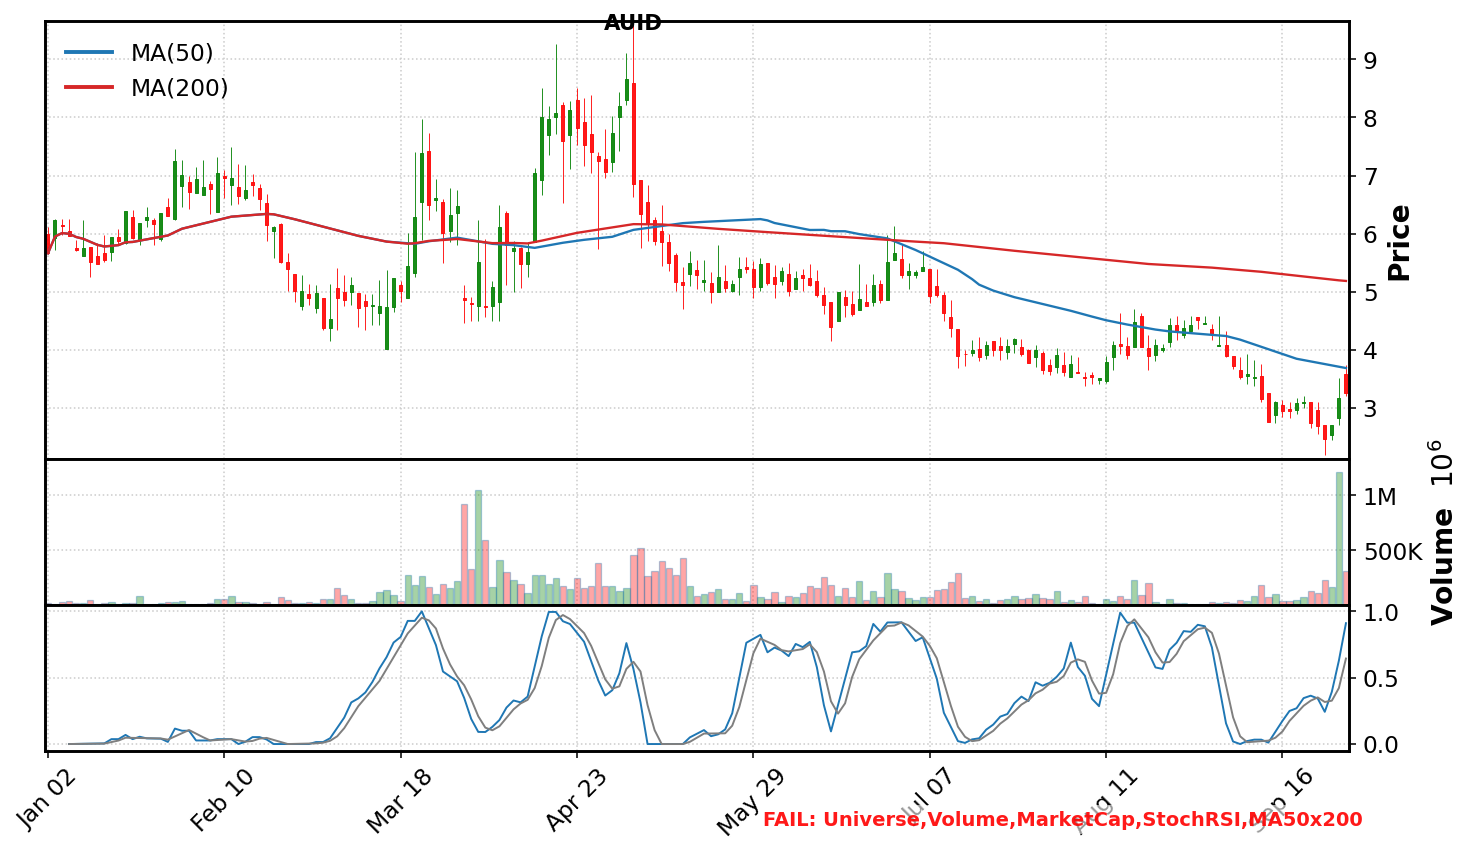 AUID
MA(50)
MA(200)
9
8
7
6
5
4
3
Price
1M
500K
Volume 10⁶
1.0
0.5
0.0
Jan 02
Feb 10
Mar 18
Apr 23
May 29
Jul 07
Aug 11
Sep 16
FAIL: Universe,Volume,MarketCap,StochRSI,MA50x200